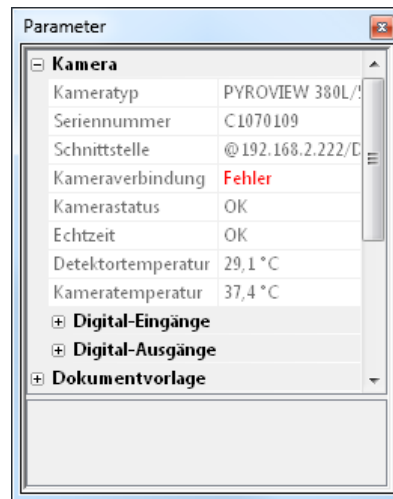 Parameter
Kamera
Kameratyp PYROVIEW 380L/
Seriennummer C1070109
Schnittstelle @192.168.2.222/D
Kameraverbindung Fehler
Kamerastatus OK
Echtzeit OK
Detektortemperatur 29,1 °C
Kameratemperatur 37,4 °C
Digital-Eingänge
Digital-Ausgänge
Dokumentvorlage